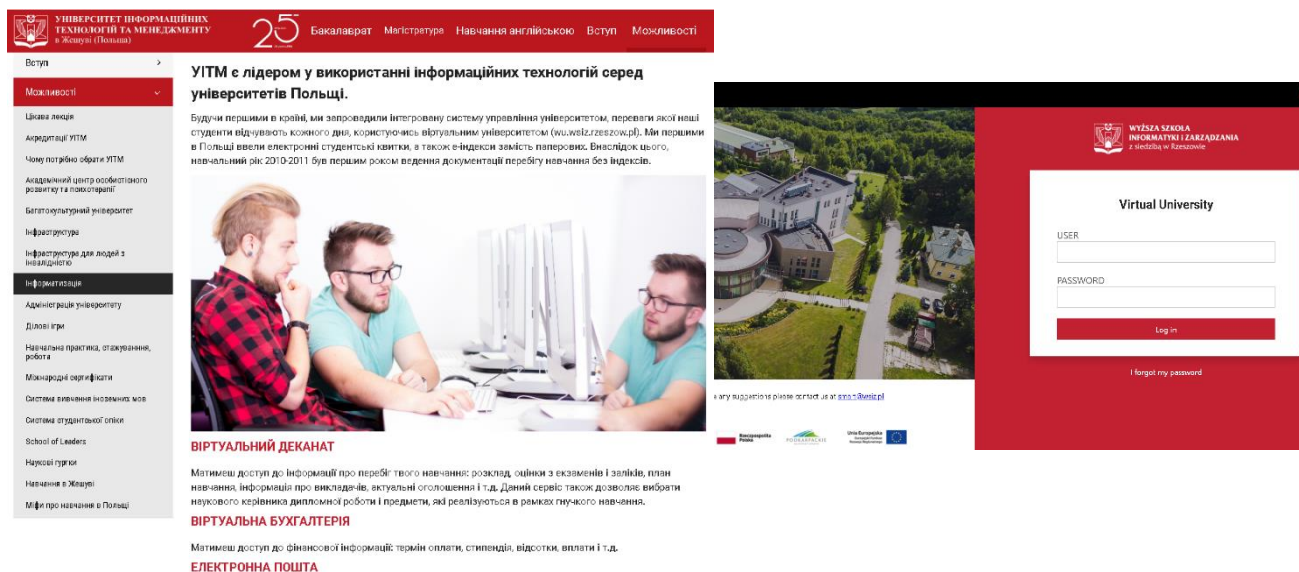 УНІВЕРСИТЕТ ІНФОРМАЦІЙНИХ
ТЕХНОЛОГІЙ ТА МЕНЕДЖМЕНТУ
в Жешуві (Польща)
25
Бакалаврат Магістратура Навчання англійською Вступ Можливості
Вступ
Можливості
Цікава лекція
Акредитації УІТМ
Чому потрібно обрати УІТМ
Академічний центр особистісного
розвитку та психотерапії
Багатокультурний університет
Інфраструктура
Інфраструктура для людей з
інвалідністю
Інформатизація
Адміністрація університету
Ділові ігри
Навчальна практика, стажування,
робота
Міжнародні сертифікати
Система вивчення іноземних мов
Система студентської опіки
School of Leaders
Наукові гуртки
Навчання в Жешуві
Міфи про навчання в Польщі
УІТМ є лідером у використанні інформаційних технологій серед
університетів Польщі.
Будучи першими в країні, ми запровадили інтегровану систему управління університетом, переваги якої наші
студенти відчувають кожного дня, користуючись віртуальним університетом (wu.wsiz.rzeszow.pl). Ми першими
в Польщі ввели електронні студентські квитки, а також е-індекси замість паперових. Внаслідок цього,
навчальний рік 2010-2011 був першим роком ведення документації перебігу навчання без індексів.
ВІРТУАЛЬНИЙ ДЕКАНАТ
Матимеш доступ до інформації про перебіг твого навчання: розклад, оцінки з екзаменів і заліків, план
навчання, інформація про викладачів, актуальні оголошення і т.д. Даний сервіс також дозволяє вибрати
наукового керівника дипломної роботи і предмети, які реалізуються в рамках гнучкого навчання.
ВІРТУАЛЬНА БУХГАЛТЕРІЯ
Матимеш доступ до фінансової інформації: термін оплати, стипендія, відсотки, вплати і т.д.
ЕЛЕКТРОННА ПОШТА
WYŻSZA SZKOŁA
INFORMATYKI I ZARZĄDZANIA
z siedzibą w Rzeszowie
Virtual University
USER
PASSWORD
Log in
I forgot my password
e any suggestions please contact us at
Rzeczpospolita
Polska
PODKARPACKIE
Unia Europejska